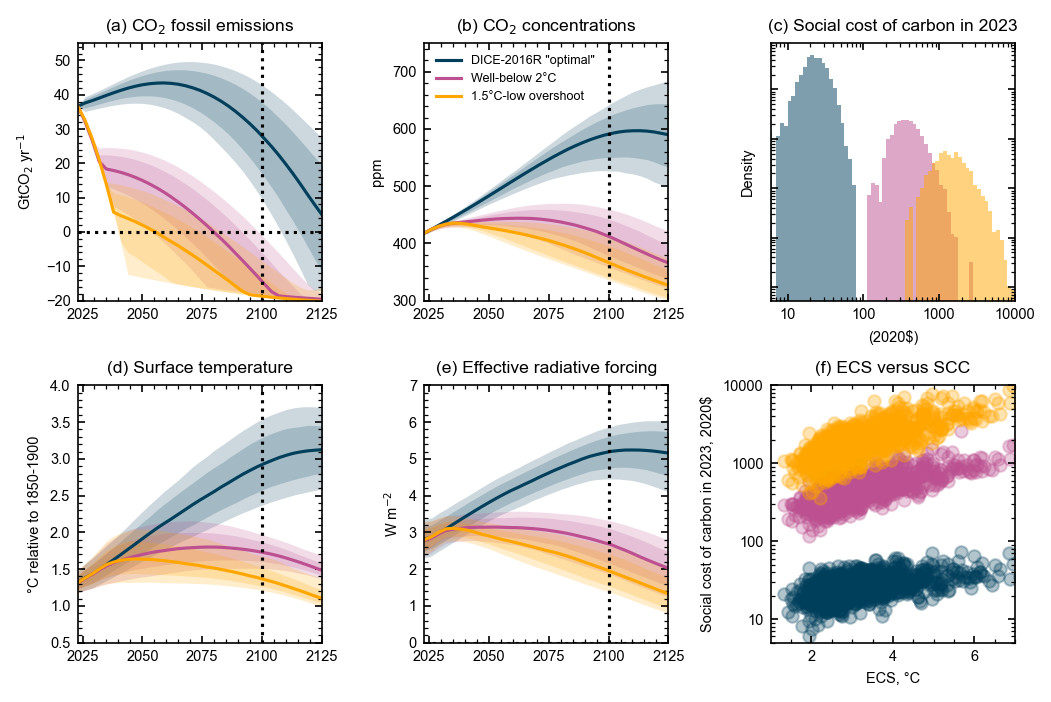 (a) CO₂ fossil emissions
GtCO₂ yr⁻¹
50
40
30
20
10
0
−10
−20
2025 2050 2075 2100 2125
(b) CO₂ concentrations
ppm
700
600
500
400
300
DICE-2016R "optimal"
Well-below 2°C
1.5°C-low overshoot
2025 2050 2075 2100 2125
(c) Social cost of carbon in 2023
Density
10 100 1000 10000
(2020$)
(d) Surface temperature
°C relative to 1850-1900
4.0
3.5
3.0
2.5
2.0
1.5
1.0
0.5
2025 2050 2075 2100 2125
(e) Effective radiative forcing
W m⁻²
7
6
5
4
3
2
1
0
2025 2050 2075 2100 2125
(f) ECS versus SCC
Social cost of carbon in 2023, 2020$
10000
1000
100
10
2 4 6
ECS, °C